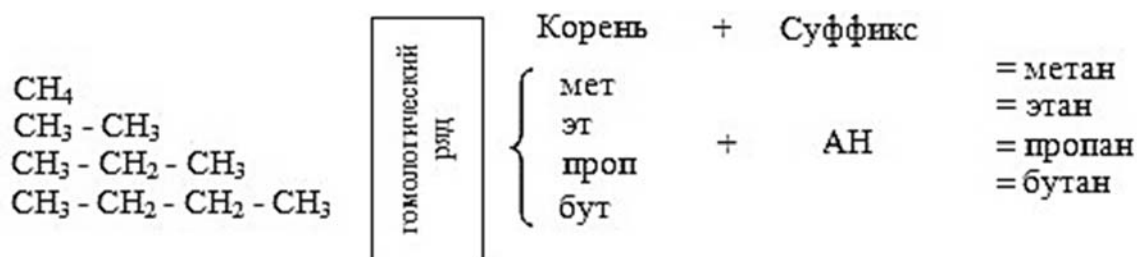 Корень + Суффикс
CH₄
CH₃ - CH₃
CH₃ - CH₂ - CH₃
CH₃ - CH₂ - CH₂ - CH₃
гомологический
ряд
мет
эт
проп
бут
+ АН
= метан
= этан
= пропан
= бутан